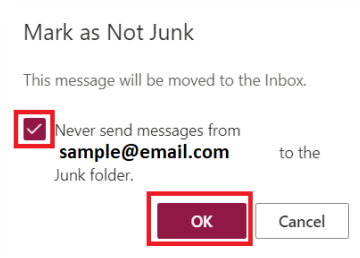 Mark as Not Junk
This message will be moved to the Inbox.
Never send messages from
sample@email.com to the
Junk folder.
OK Cancel